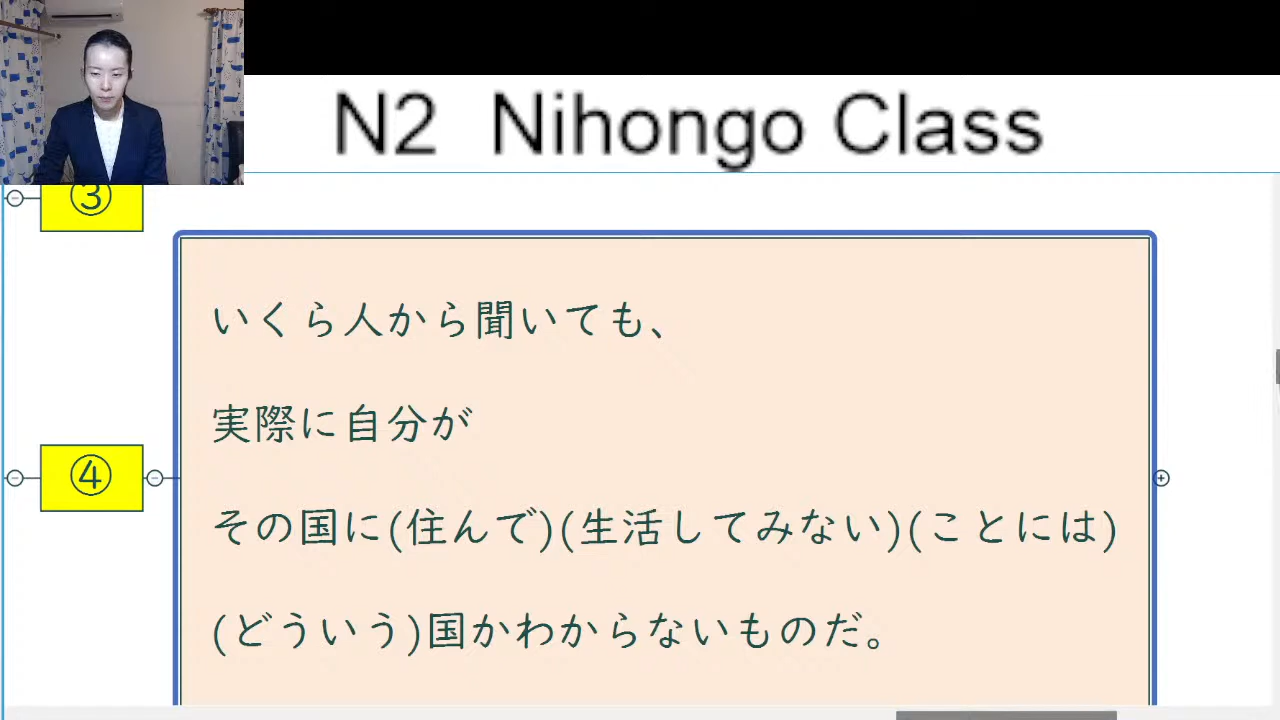 N2 Nihongo Class
③
いくら人から聞いても、
実際に自分が
④
その国に(住んで)(生活してみない)(ことには)
(どういう)国かわからないものだ。